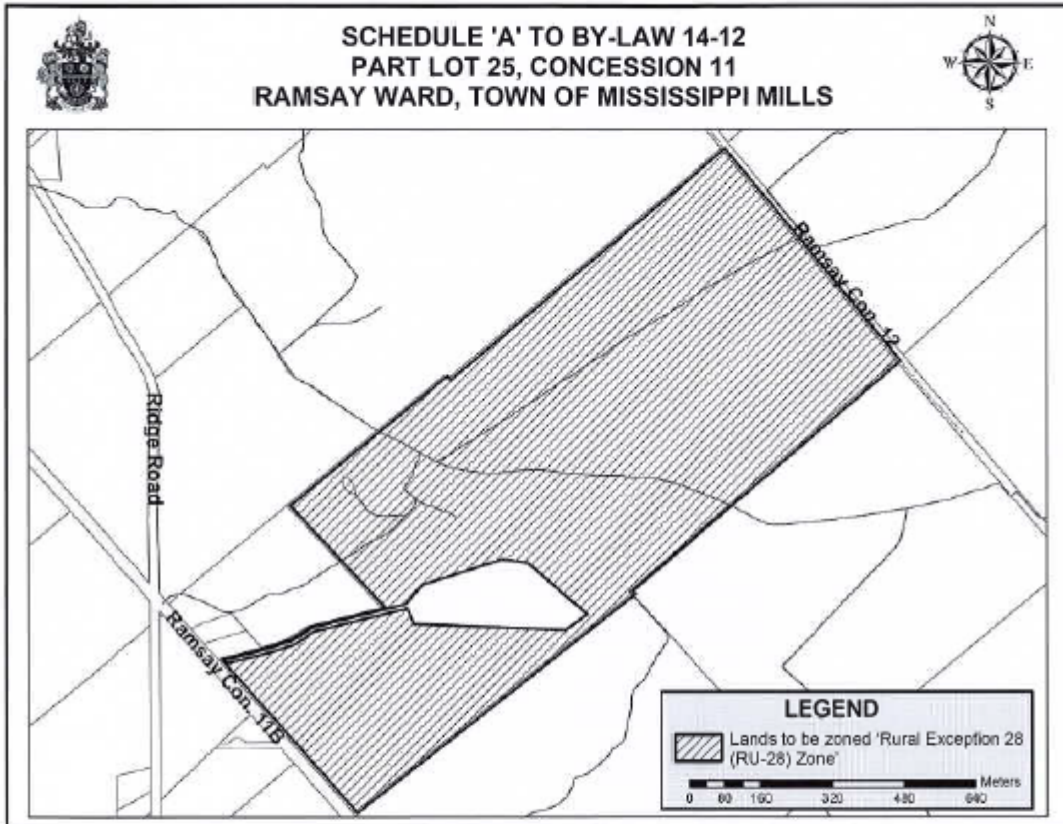 SCHEDULE 'A' TO BY-LAW 14-12
PART LOT 25, CONCESSION 11
RAMSAY WARD, TOWN OF MISSISSIPPI MILLS
N
W E
S
Ramsay Con. 12
Ridge Road
Ramsay Con. 11B
LEGEND
Lands to be zoned 'Rural Exception 28
(RU-28) Zone'
Meters
0 80 160 320 480 640